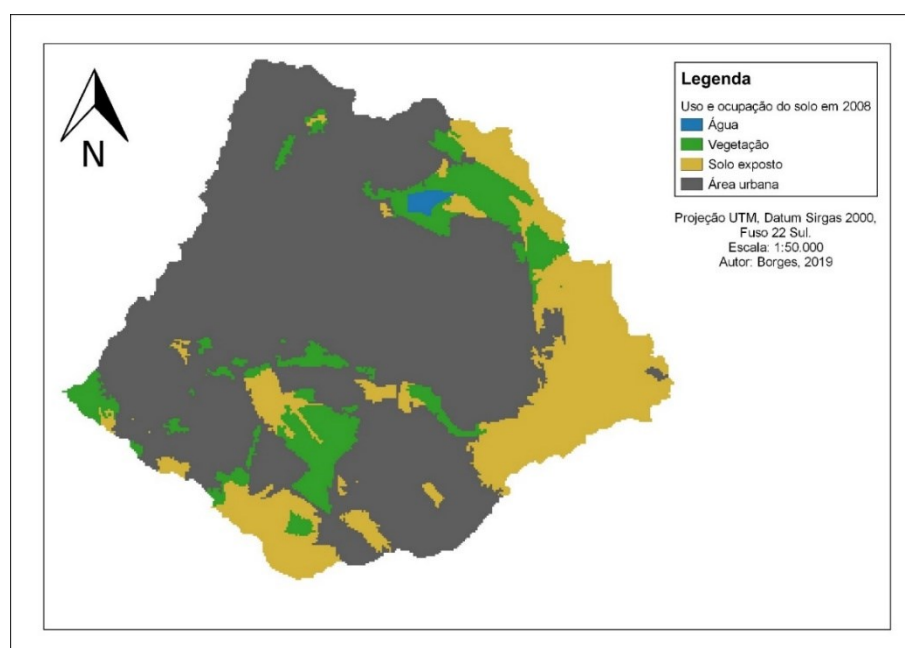 N
Legenda
Uso e ocupação do solo em 2008
Água
Vegetação
Solo exposto
Área urbana
Projeção UTM, Datum Sirgas 2000,
Fuso 22 Sul.
Escala: 1:50.000
Autor: Borges, 2019